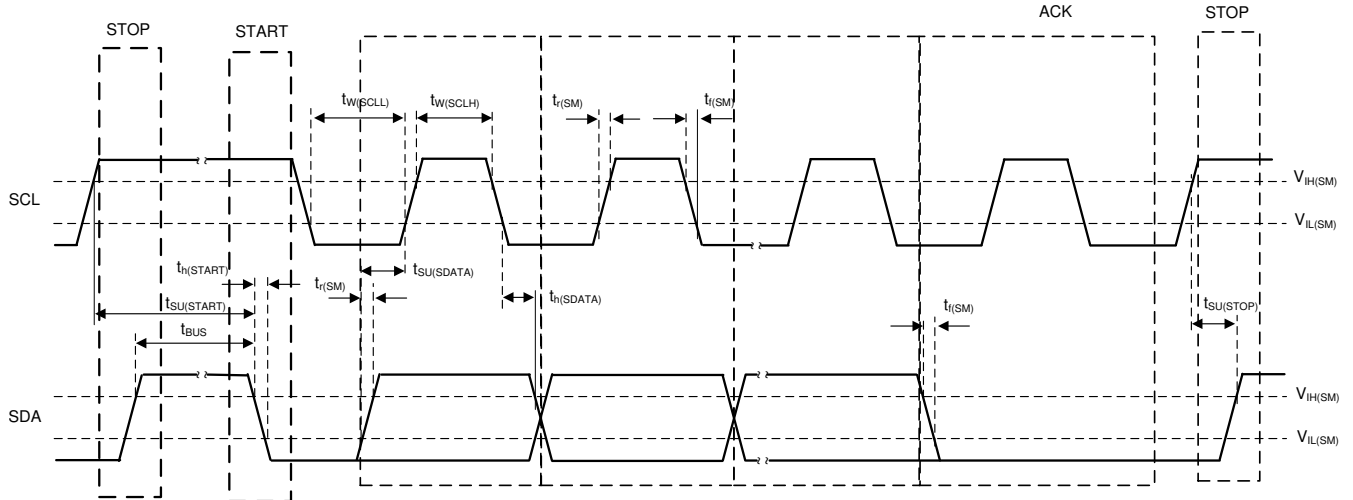 STOP START ACK STOP
tW(SCLL) tW(SCLH) tr(SM) tf(SM)
SCL
VIH(SM)
VIL(SM)
th(START)
tSU(START)
tBUS
tr(SM)
tSU(SDATA)
th(SDATA)
tf(SM)
tSU(STOP)
SDA
VIH(SM)
VIL(SM)